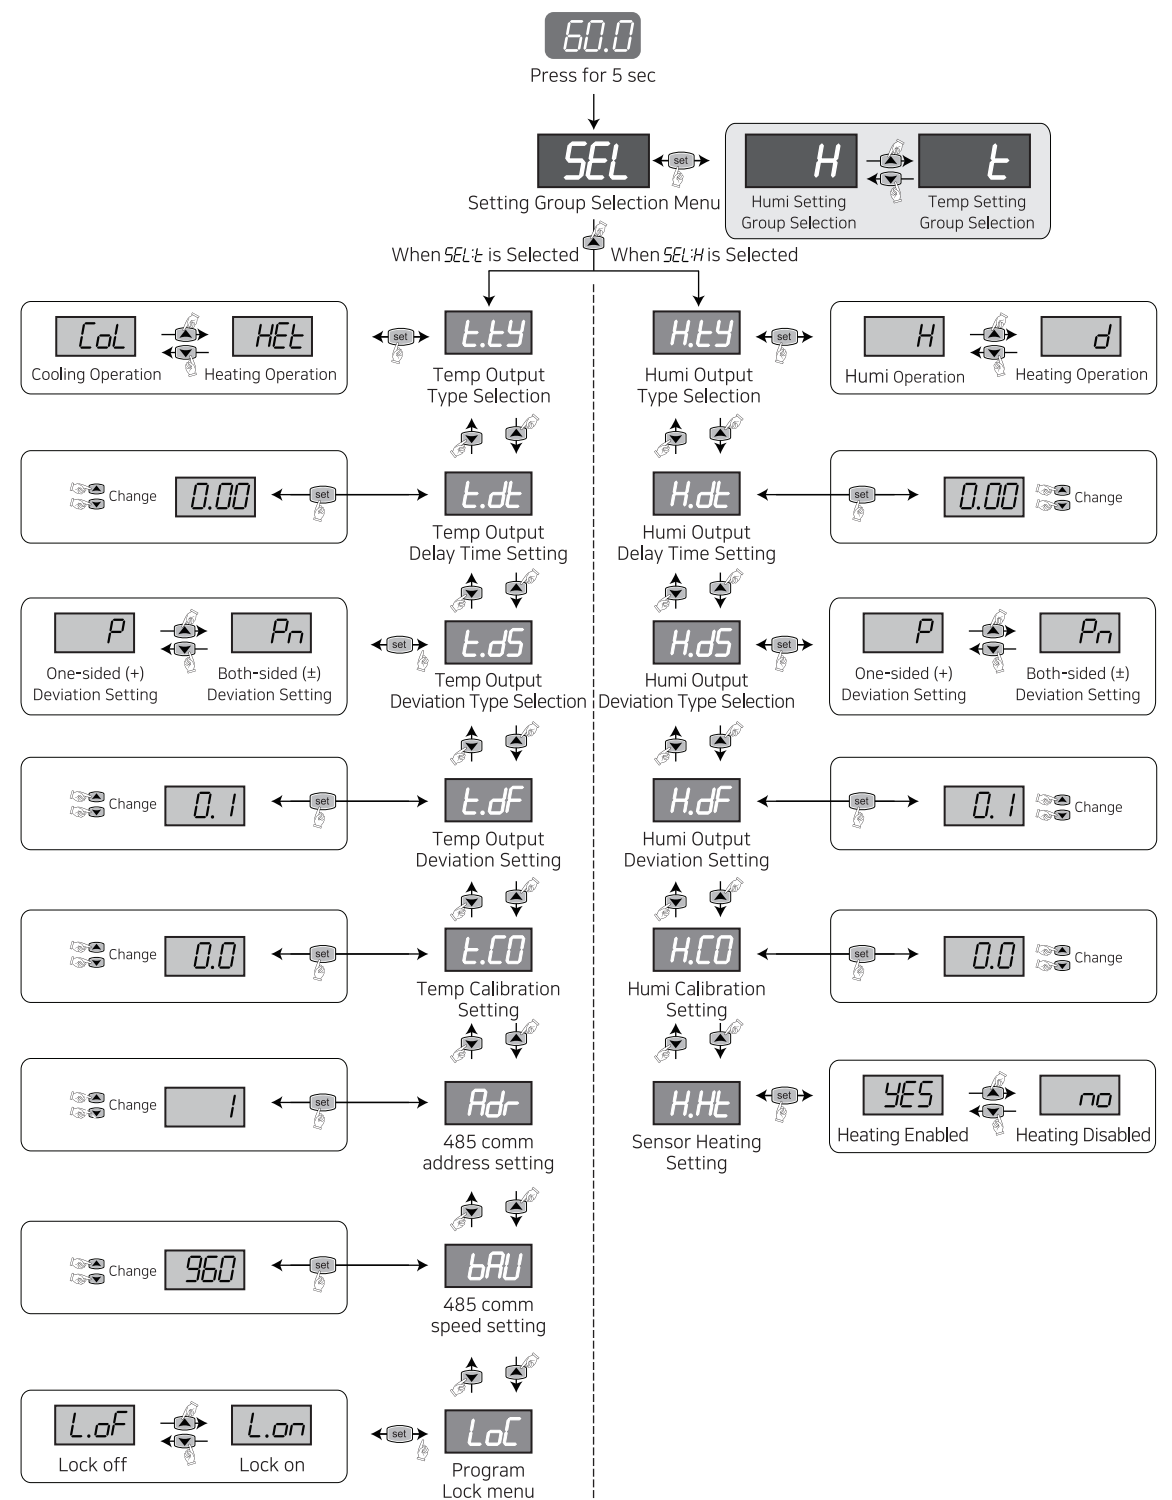 60.0
Press for 5 sec
SEL
set
H
t
Setting Group Selection Menu
Humi Setting
Group Selection
Temp Setting
Group Selection
When SEL:t is Selected
When SEL:H is Selected
CoL
HEt
set
t.tY
H.tY
set
H
d
Cooling Operation
Heating Operation
Temp Output
Type Selection
Humi Output
Type Selection
Humi Operation
Heating Operation
Change
0.00
set
t.dt
H.dt
set
0.00
Change
Temp Output
Delay Time Setting
Humi Output
Delay Time Setting
P
Pn
set
t.dS
H.dS
set
P
Pn
One-sided (+)
Deviation Setting
Both-sided (±)
Deviation Setting
Temp Output
Deviation Type Selection
Humi Output
Deviation Type Selection
One-sided (+)
Deviation Setting
Both-sided (±)
Deviation Setting
Change
0.1
set
t.dF
H.dF
set
0.1
Change
Temp Output
Deviation Setting
Humi Output
Deviation Setting
Change
0.0
set
t.CO
H.CO
set
0.0
Change
Temp Calibration
Setting
Humi Calibration
Setting
Change
1
set
Adr
H.Ht
set
YES
no
485 comm
address setting
Sensor Heating
Setting
Heating Enabled
Heating Disabled
Change
960
set
bAU
485 comm
speed setting
L.oF
L.on
set
LoC
Lock off
Lock on
Program
Lock menu